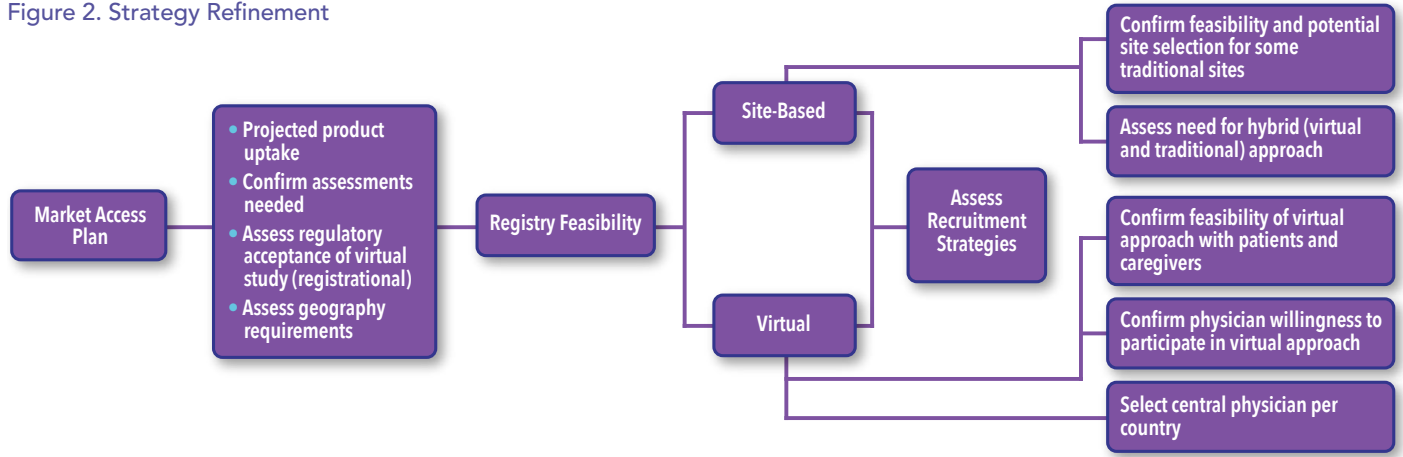 Figure 2. Strategy Refinement
Market Access
Plan
• Projected product
uptake
• Confirm assessments
needed
• Assess regulatory
acceptance of virtual
study (registrational)
• Assess geography
requirements
Registry Feasibility
Site-Based
Virtual
Assess
Recruitment
Strategies
Confirm feasibility and potential
site selection for some
traditional sites
Assess need for hybrid (virtual
and traditional) approach
Confirm feasibility of virtual
approach with patients and
caregivers
Confirm physician willingness to
participate in virtual approach
Select central physician per
country